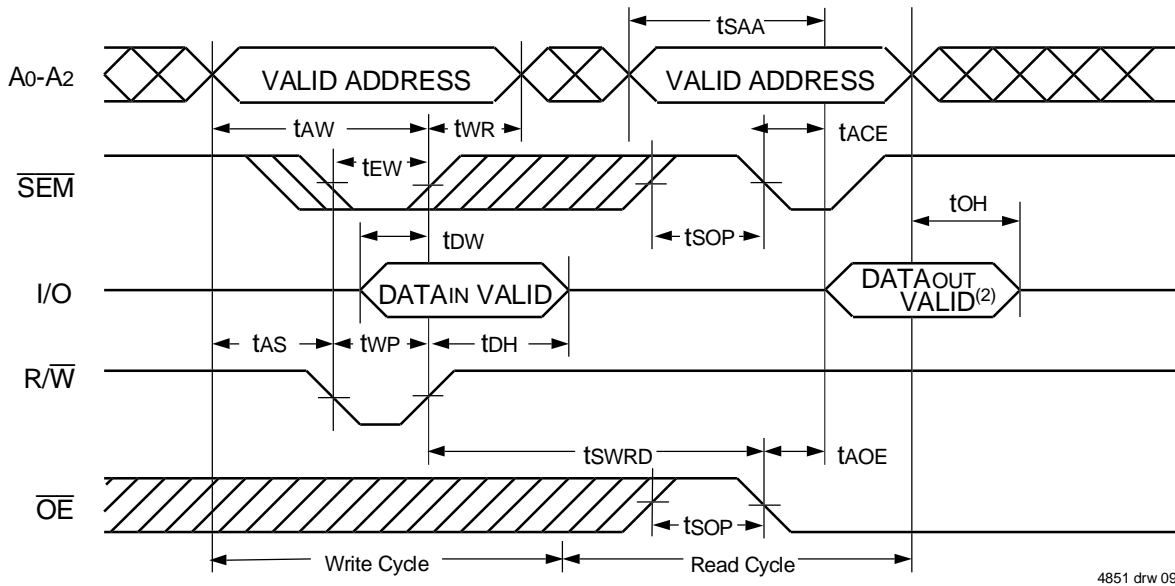 tSAA
A0-A2
VALID ADDRESS
VALID ADDRESS
tAW
tWR
tACE
tEW
SEM
tOH
tSOP
tDW
I/O
DATAIN VALID
DATAOUT
VALID(2)
tAS
tWP
tDH
R/W
tSWRD
tAOE
OE
tSOP
Write Cycle
Read Cycle
4851 drw 09